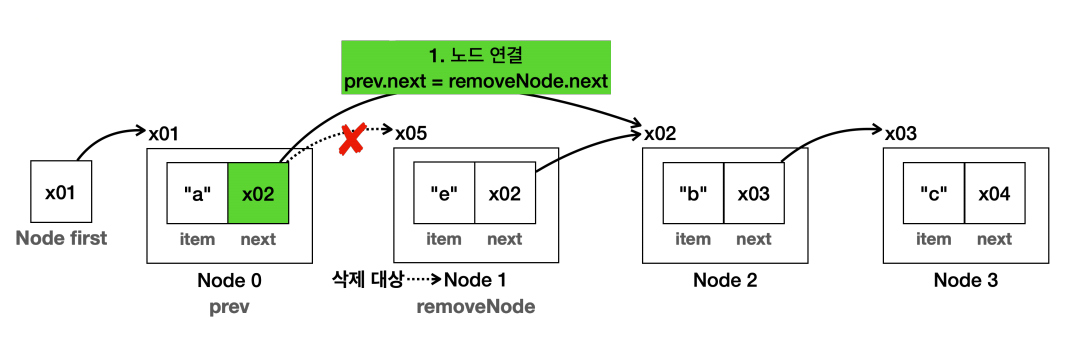 1. 노드 연결
prev.next = removeNode.next
x01
x05
x02
x03
x01
"a"
x02
"e"
x02
"b"
x03
"c"
x04
Node first
item
next
item
next
item
next
item
next
Node 0
삭제 대상
Node 1
Node 2
Node 3
prev
removeNode